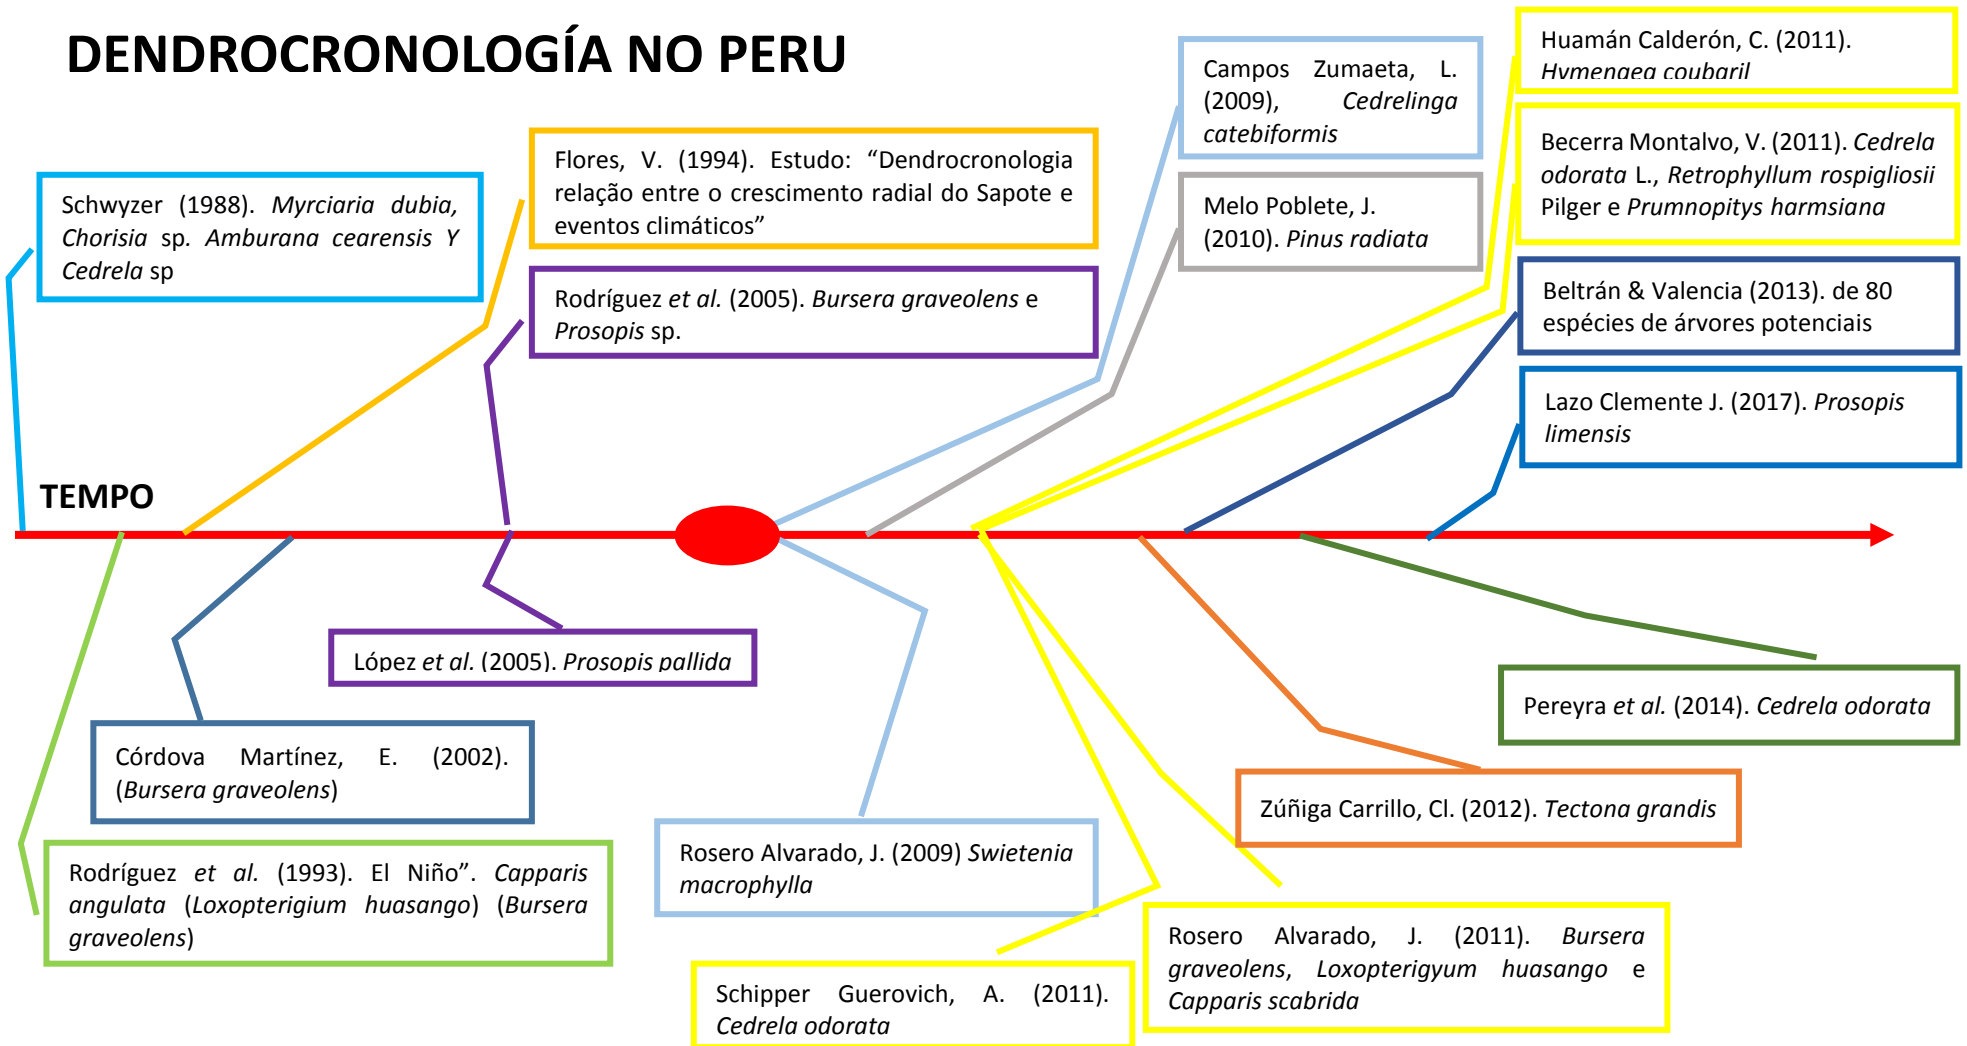 DENDROCRONOLOGÍA NO PERU
Schwyzer (1988). Myrciaria dubia,
Chorisia sp. Amburana cearensis Y
Cedrela sp
Flores, V. (1994). Estudo: “Dendrocronologia
relação entre o crescimento radial do Sapote e
eventos climáticos”
Rodríguez et al. (2005). Bursera graveolens e
Prosopis sp.
Campos Zumaeta, L.
(2009), Cedrelinga
catebiformis
Melo Poblete, J.
(2010). Pinus radiata
Huamán Calderón, C. (2011).
Hymenaea coubaril
Becerra Montalvo, V. (2011). Cedrela
odorata L., Retrophyllum rospigliosii
Pilger e Prumnopitys harmsiana
Beltrán & Valencia (2013). de 80
espécies de árvores potenciais
Lazo Clemente J. (2017). Prosopis
limensis
TEMPO
López et al. (2005). Prosopis pallida
Córdova Martínez, E. (2002).
(Bursera graveolens)
Rodríguez et al. (1993). El Niño”. Capparis
angulata (Loxopterigium huasango) (Bursera
graveolens)
Rosero Alvarado, J. (2009) Swietenia
macrophylla
Schipper Guerovich, A. (2011).
Cedrela odorata
Rosero Alvarado, J. (2011). Bursera
graveolens, Loxopterigyum huasango e
Capparis scabrida
Zúñiga Carrillo, Cl. (2012). Tectona grandis
Pereyra et al. (2014). Cedrela odorata